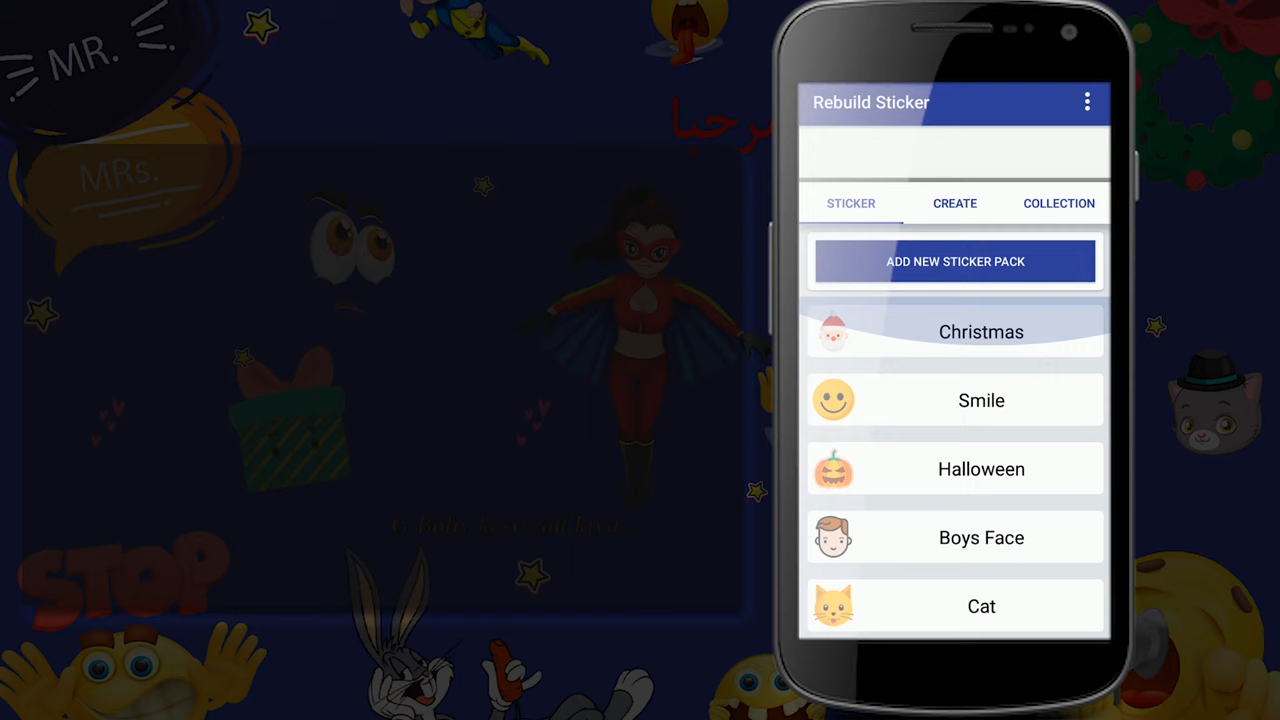 MR.
MRs.
مرحبا
STOP
Rebuild Sticker
STICKER
CREATE
COLLECTION
ADD NEW STICKER PACK
Christmas
Smile
Halloween
Boys Face
Cat